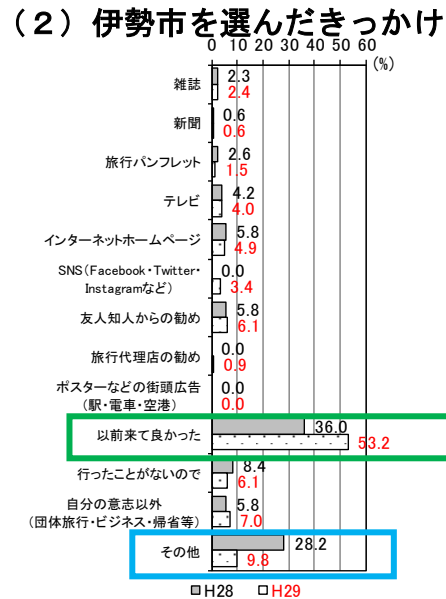 （２）伊勢市を選んだきっかけ
0 10 20 30 40 50 60
(%)
雑誌
2.3
2.4
新聞
0.6
0.6
旅行パンフレット
2.6
1.5
テレビ
4.2
4.0
インターネットホームページ
5.8
4.9
SNS（Facebook・Twitter・
Instagramなど）
0.0
3.4
友人知人からの勧め
5.8
6.1
旅行代理店の勧め
0.0
0.9
ポスターなどの街頭広告
（駅・電車・空港）
0.0
0.0
以前来て良かった
36.0
53.2
行ったことがないので
8.4
6.1
自分の意志以外
（団体旅行・ビジネス・帰省等）
5.8
7.0
その他
28.2
9.8
H28 H29